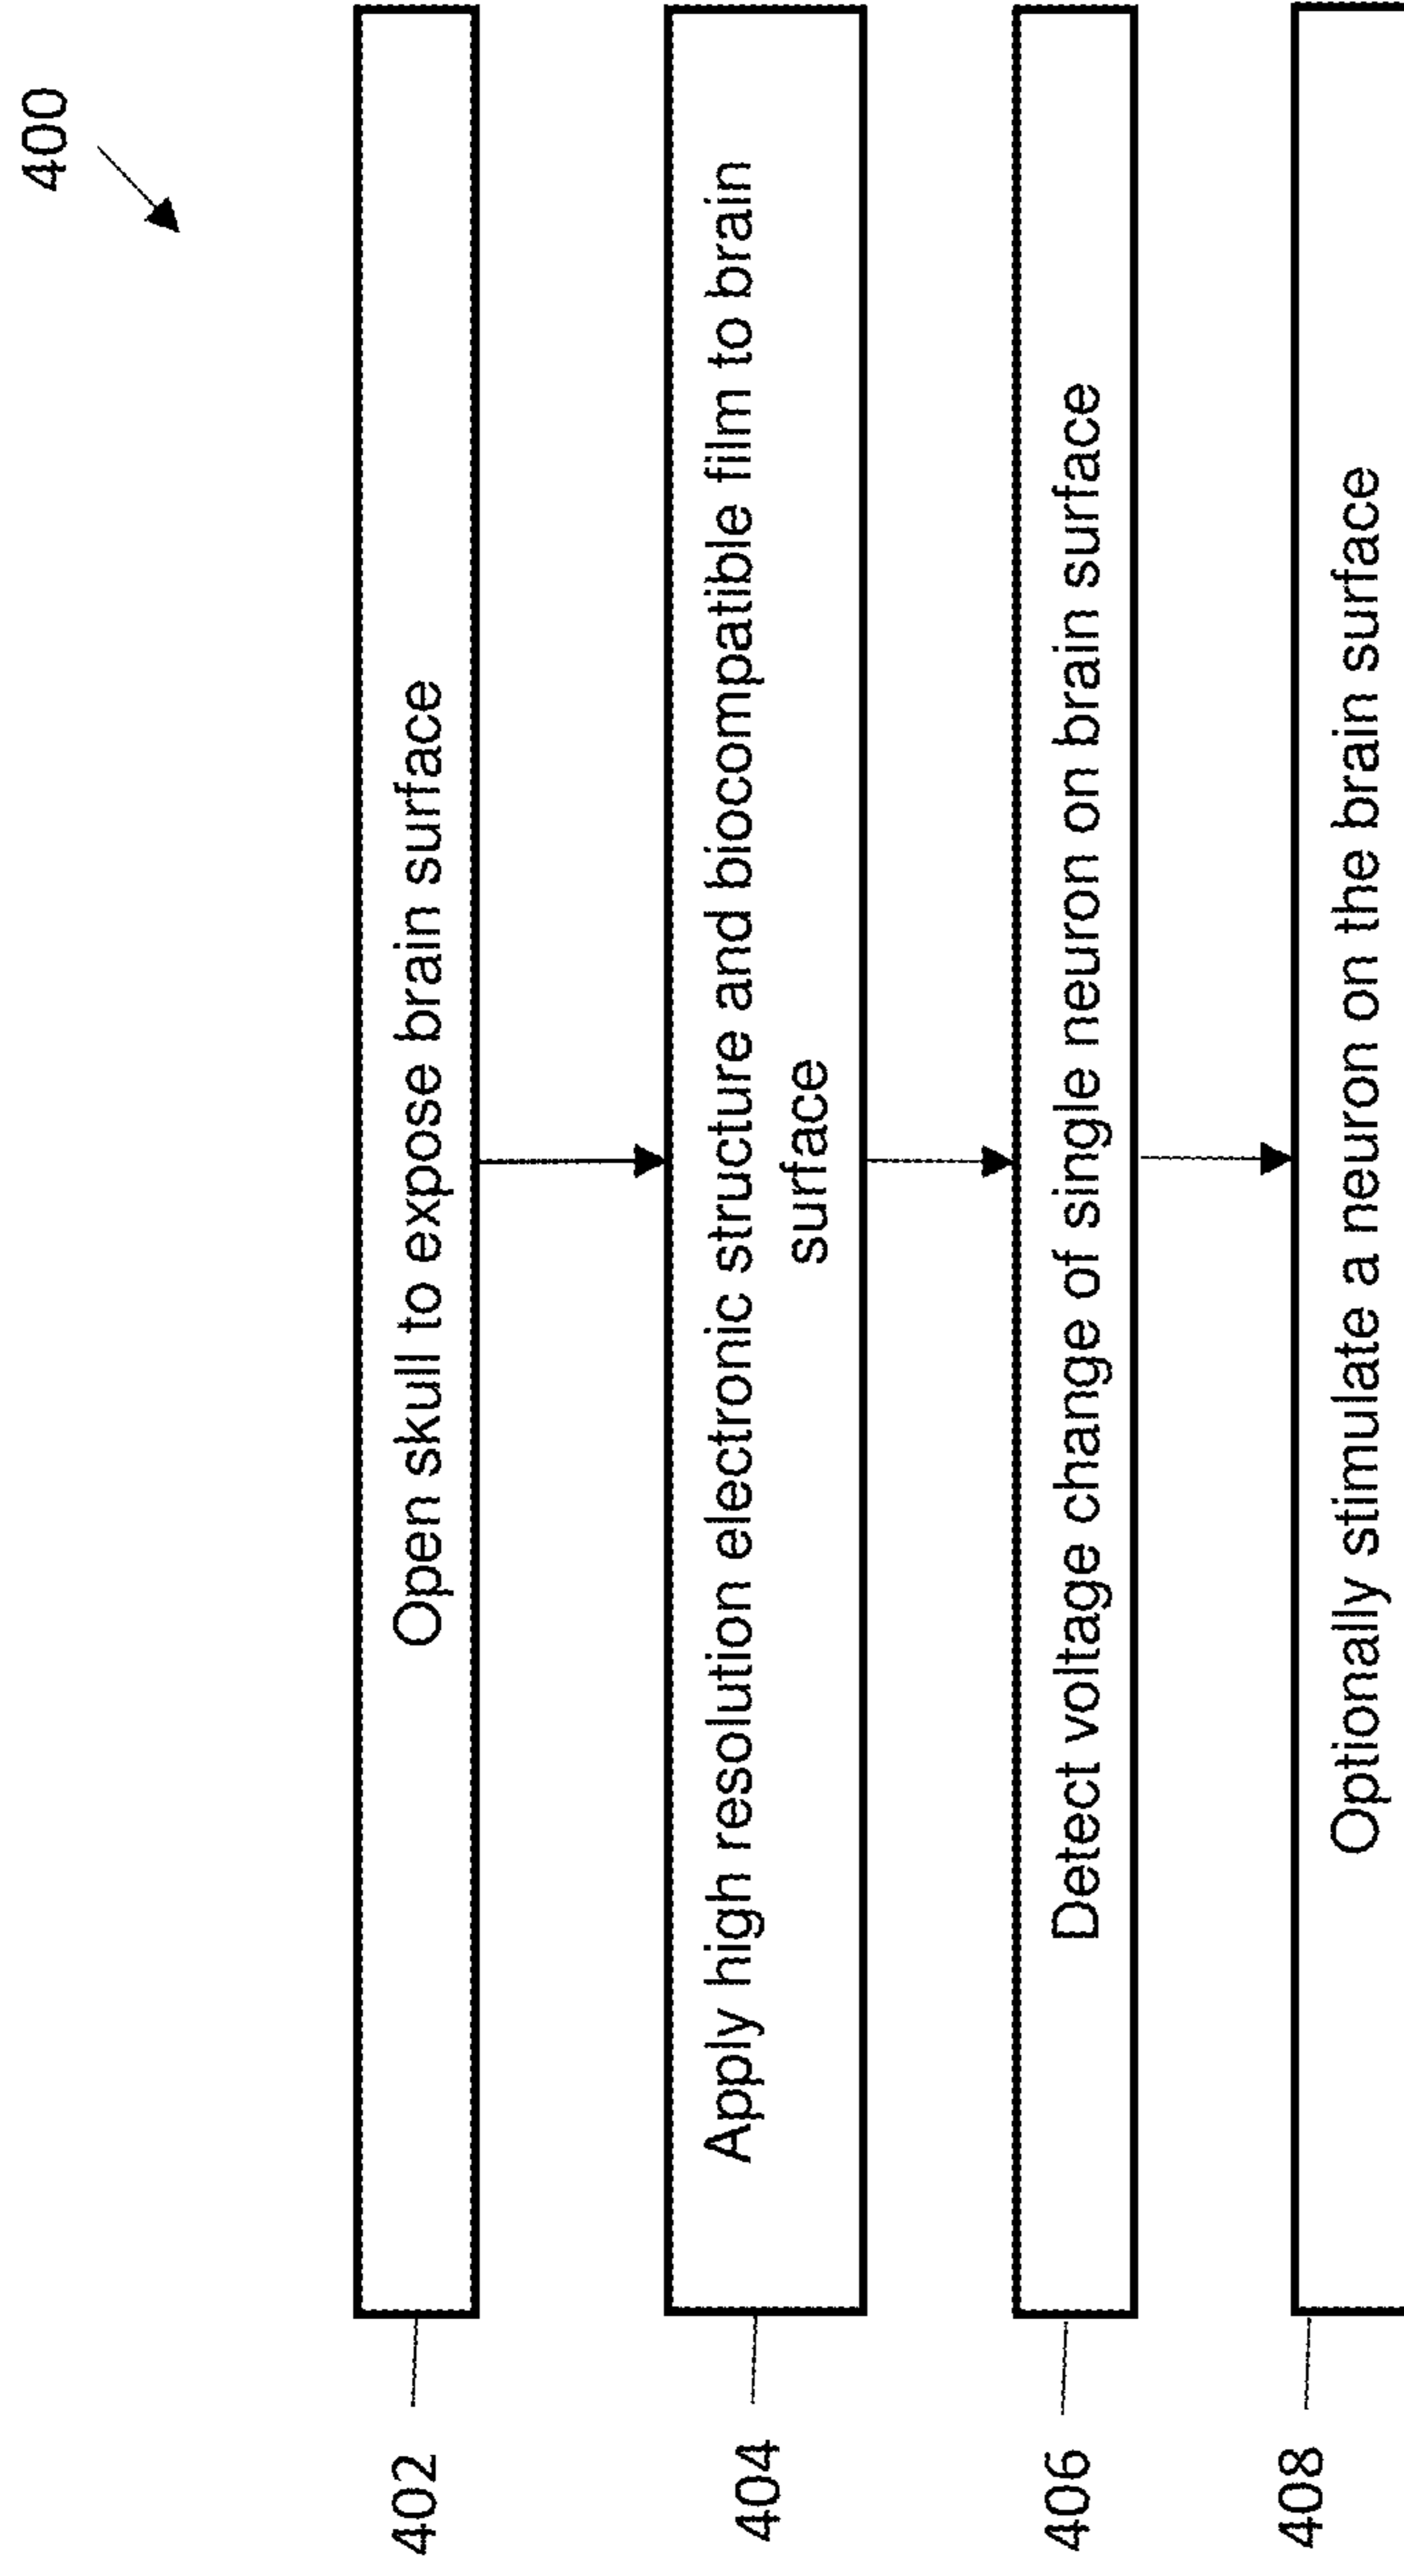 400
402
Open skull to expose brain surface
404
Apply high resolution electronic structure and biocompatible film to brain
surface
406
Detect voltage change of single neuron on brain surface
408
Optionally stimulate a neuron on the brain surface